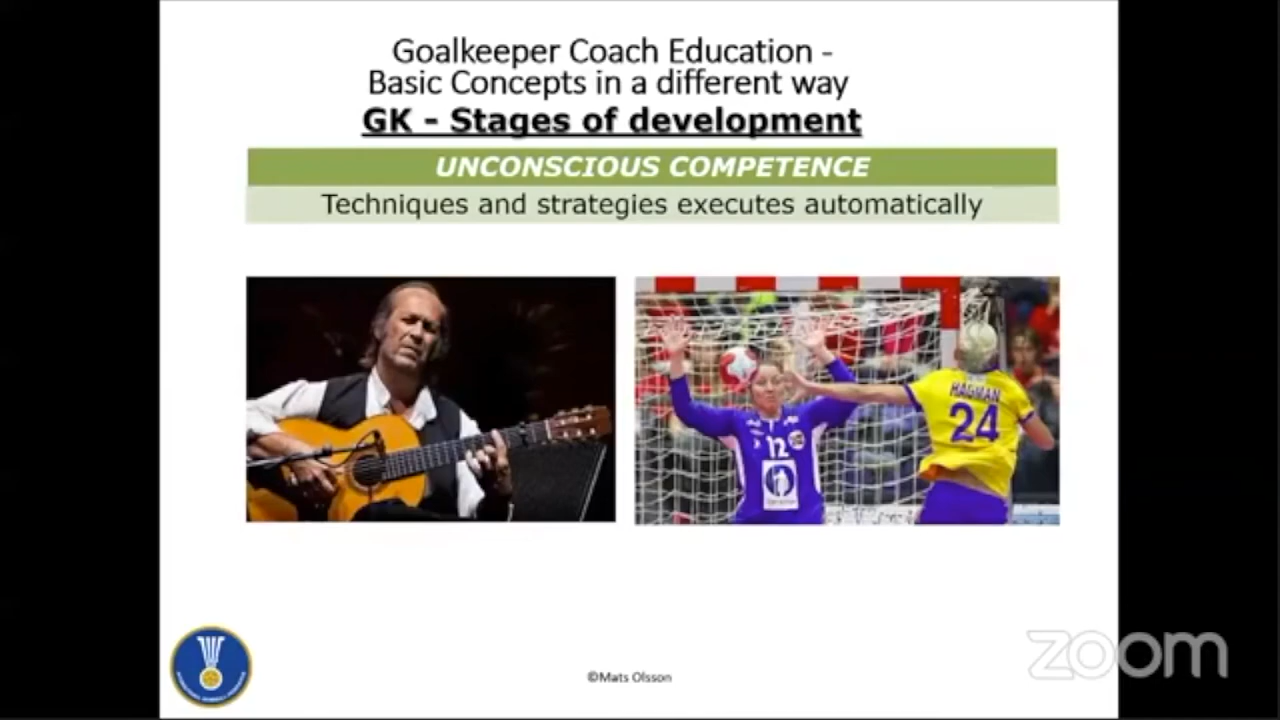 Goalkeeper Coach Education -
Basic Concepts in a different way
GK - Stages of development
UNCONSCIOUS COMPETENCE
Techniques and strategies executes automatically
HAGMAN
24
12
©Mats Olsson
zoom